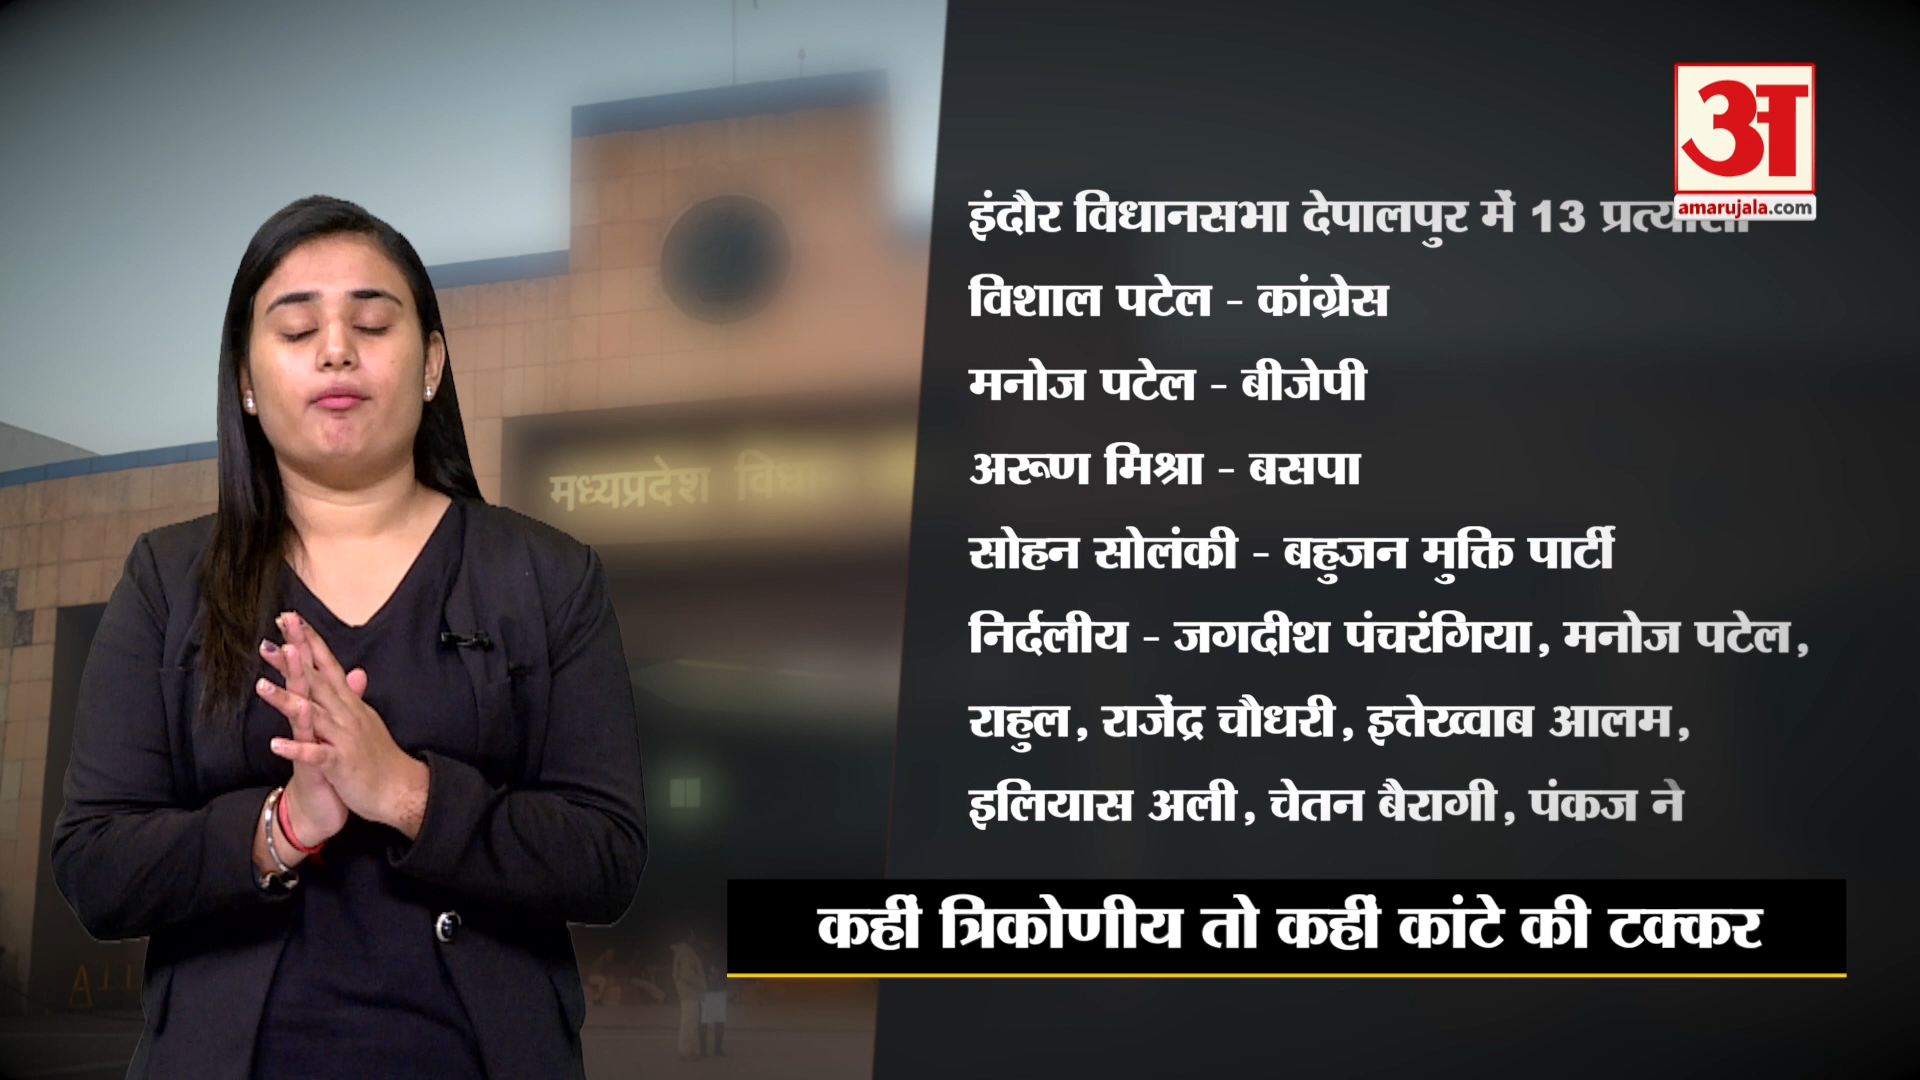 अ
amarujala.com
इंदौर विधानसभा देपालपुर में 13
विशाल पटेल - कांग्रेस
मनोज पटेल - बीजेपी
अरूण मिश्रा - बसपा
सोहन सोलंकी - बहुजन मुक्ति पार्टी
निर्दलीय - जगदीश पंचरंगिया, मनोज पटेल,
राहुल, राजेंद्र चौधरी, इत्तेख्वाब आलम,
इलियास अली, चेतन बैरागी, पंकज ने
मध्यप्रदेश
कहीं त्रिकोणीय तो कहीं कांटे की टक्कर